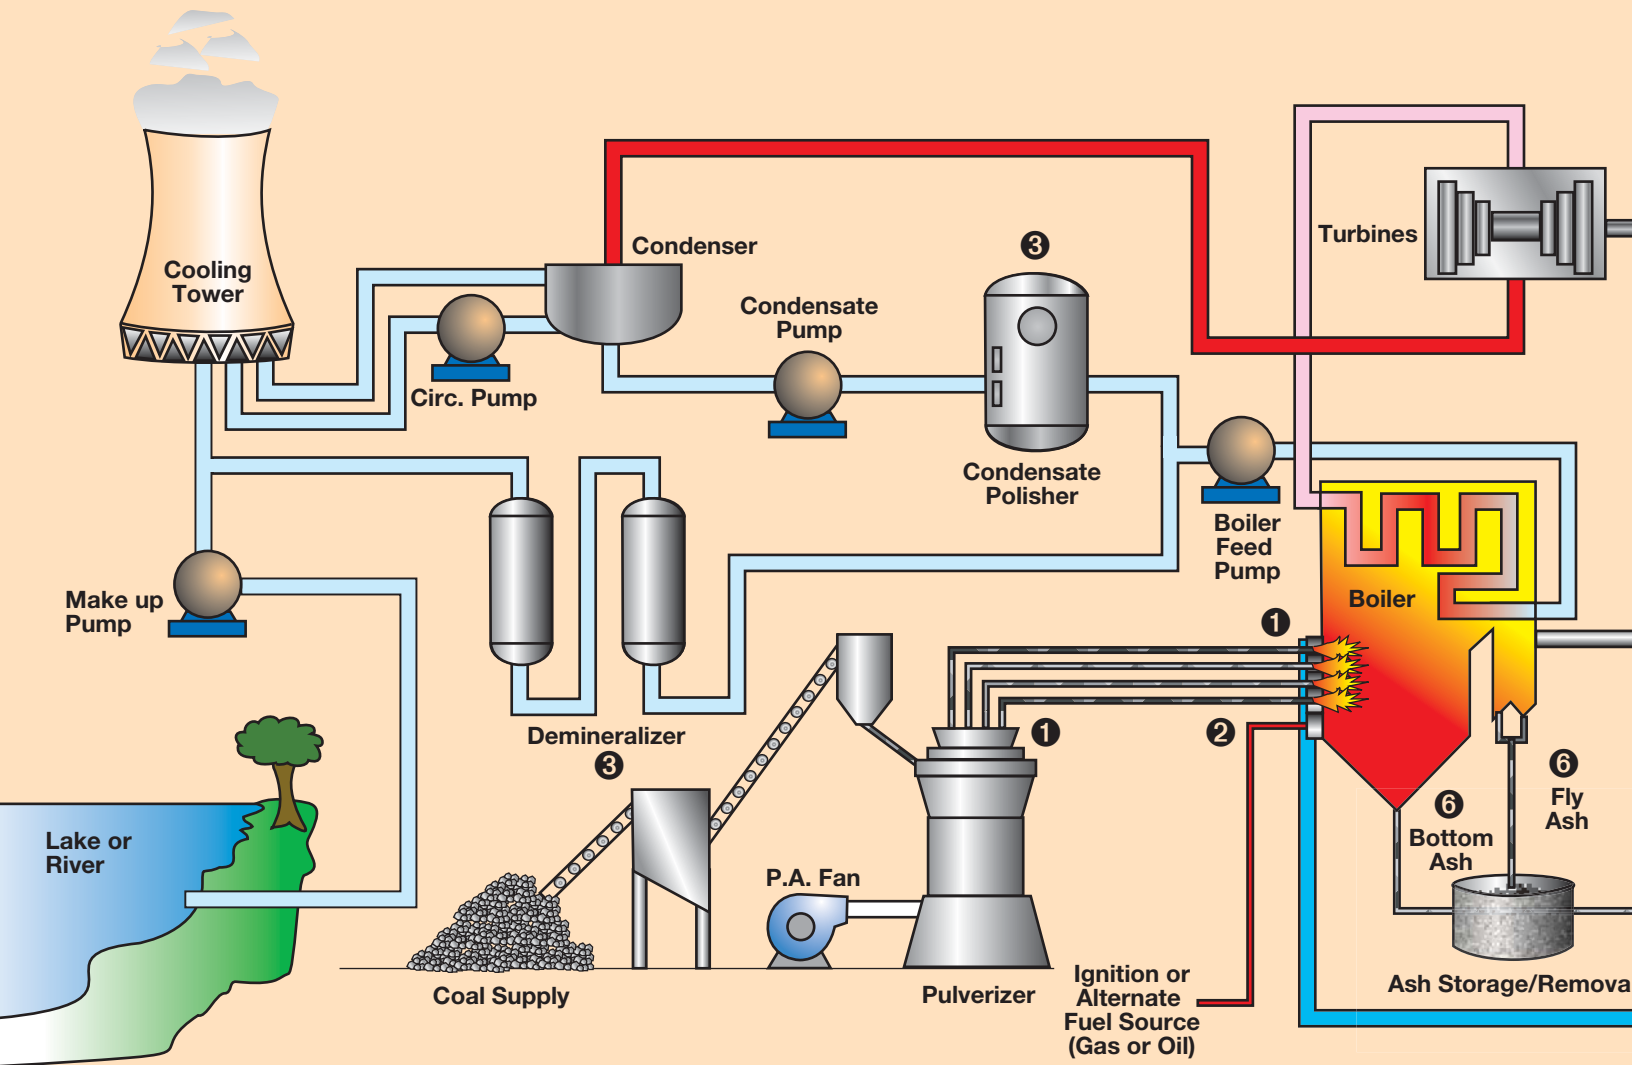 Cooling
Tower
Condenser
Circ. Pump
Condensate
Pump
❸
Condensate
Polisher
Turbines
Boiler
Feed
Pump
Boiler
Make up
Pump
Demineralizer
❸
Lake or
River
Coal Supply
P.A. Fan
Pulverizer
❶
❶
❷
Ignition or
Alternate
Fuel Source
(Gas or Oil)
❻
Fly
Ash
❻
Bottom
Ash
Ash Storage/Remova